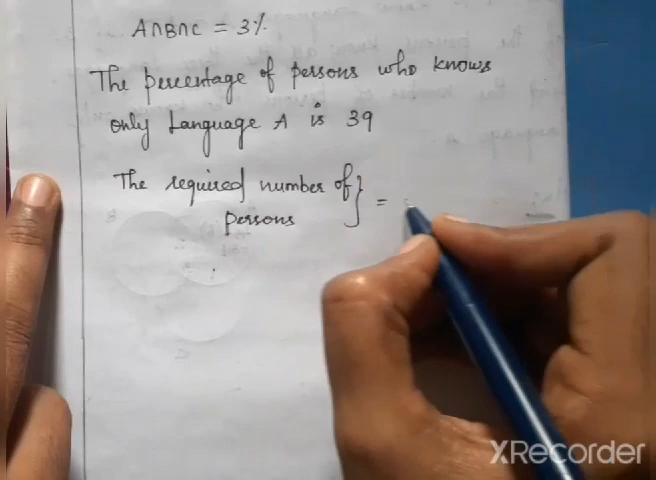 A∩B∩C = 3%
The percentage of persons who knows
only Language A is 39
The required number of
persons } =
XRecorder